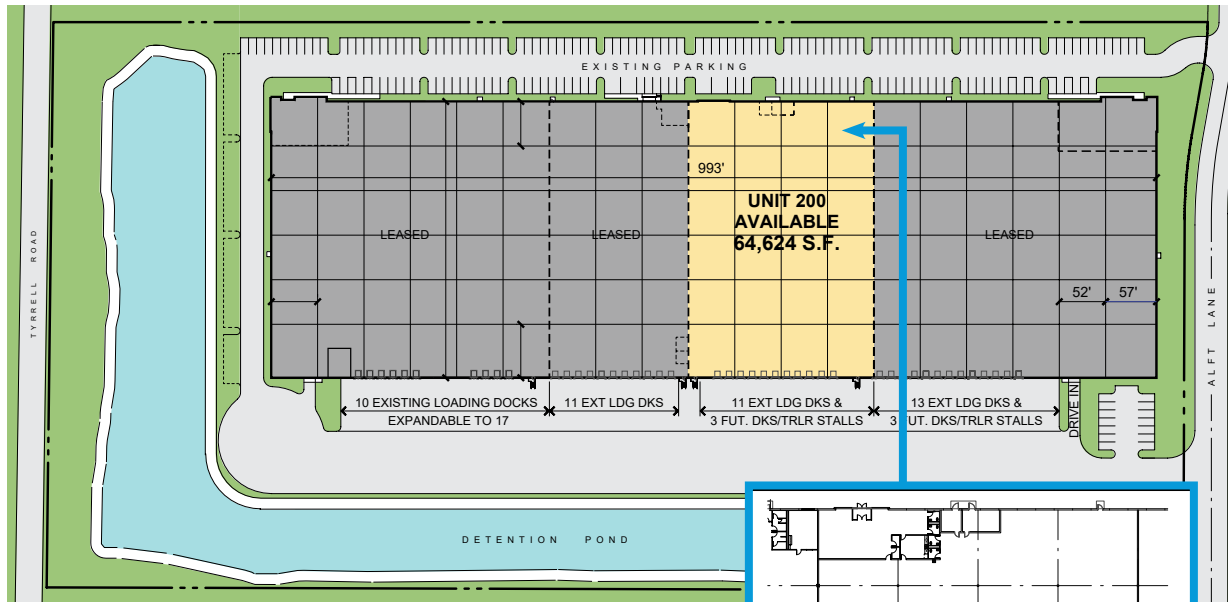 EXISTING PARKING
993'
UNIT 200
AVAILABLE
64,624 S.F.
LEASED
LEASED
LEASED
52'
57'
TYRRELL ROAD
ALFT LANE
10 EXISTING LOADING DOCKS
EXPANDABLE TO 17
11 EXT LDG DKS
11 EXT LDG DKS &
3 FUT. DKS/TRLR STALLS
13 EXT LDG DKS &
3 FUT. DKS/TRLR STALLS
DRIVE IN
DETENTION POND